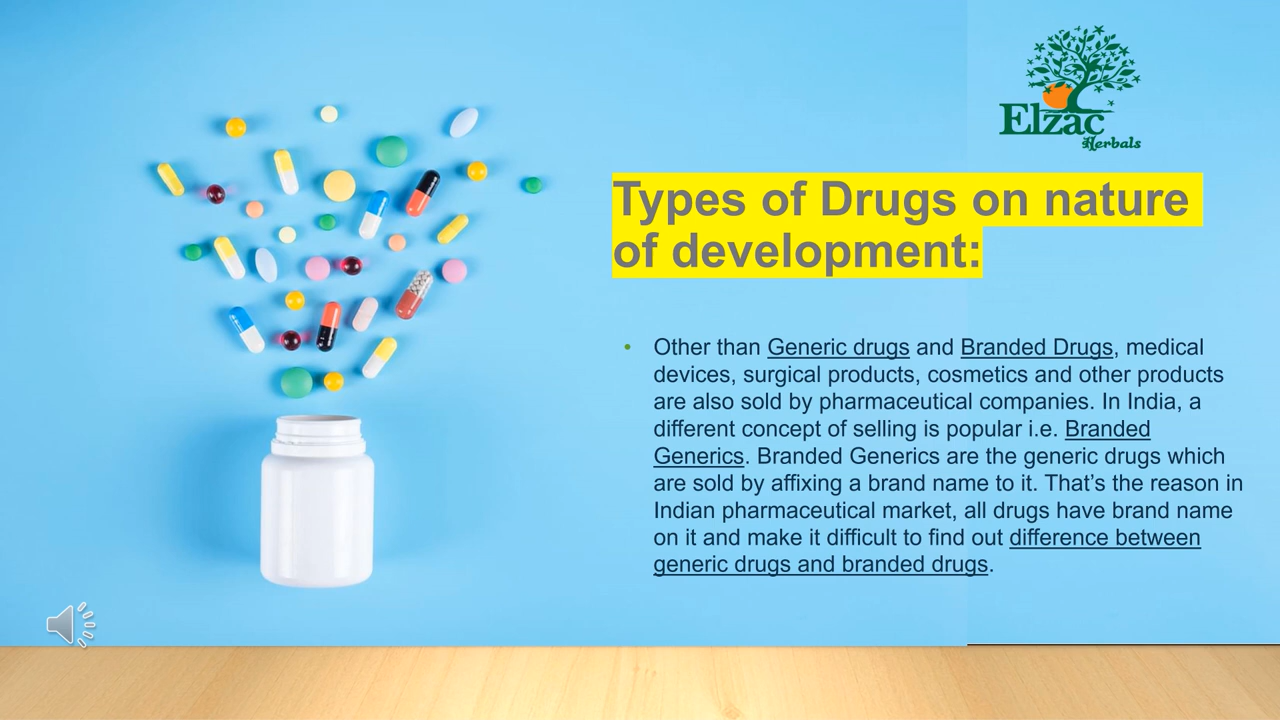 Elzac
Herbals
Types of Drugs on nature
of development:
• Other than Generic drugs and Branded Drugs, medical
devices, surgical products, cosmetics and other products
are also sold by pharmaceutical companies. In India, a
different concept of selling is popular i.e. Branded
Generics. Branded Generics are the generic drugs which
are sold by affixing a brand name to it. That’s the reason in
Indian pharmaceutical market, all drugs have brand name
on it and make it difficult to find out difference between
generic drugs and branded drugs.